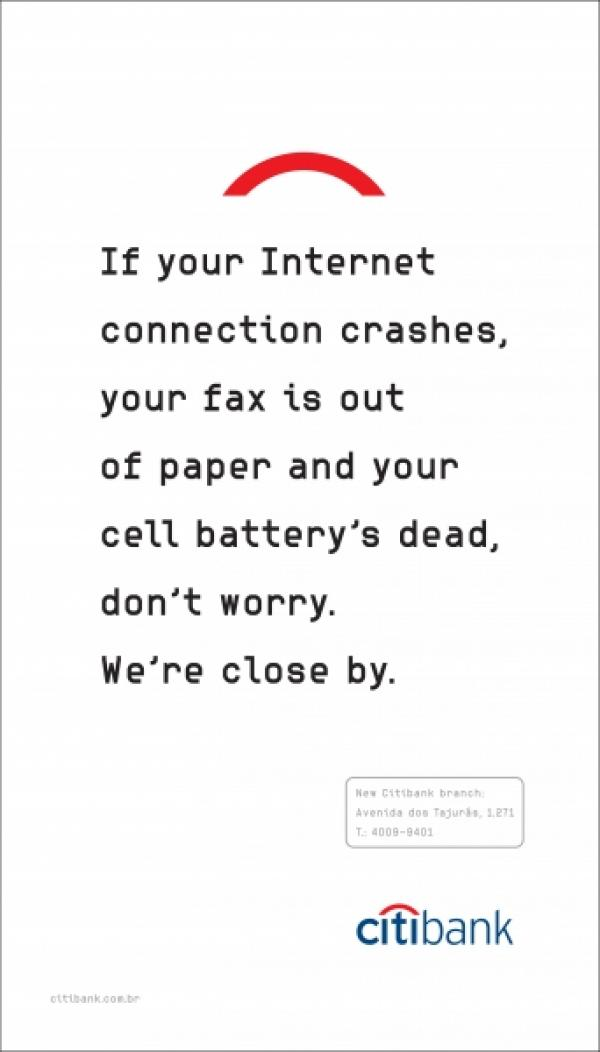 If your Internet
connection crashes,
your fax is out
of paper and your
cell battery's dead,
don't worry.
We're close by.
New Citibank branch:
Avenida dos Tajurás, 1.271
T.: 4009-9401
citibank
citibank.com.br